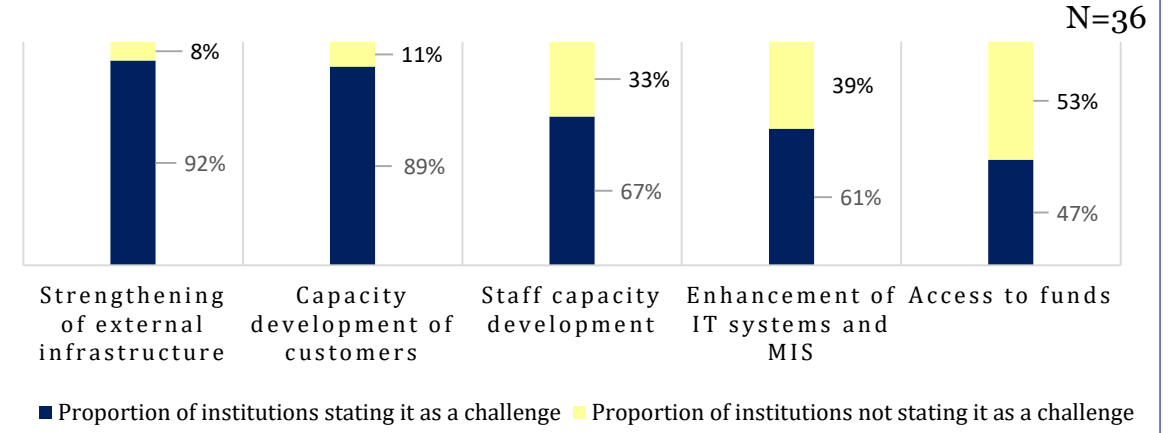 N=36
8%
92%
11%
89%
33%
67%
39%
61%
53%
47%
Strengthening
of external
infrastructure
Capacity
development of
customers
Staff capacity
development
Enhancement of
IT systems and
MIS
Access to funds
Proportion of institutions stating it as a challenge
Proportion of institutions not stating it as a challenge